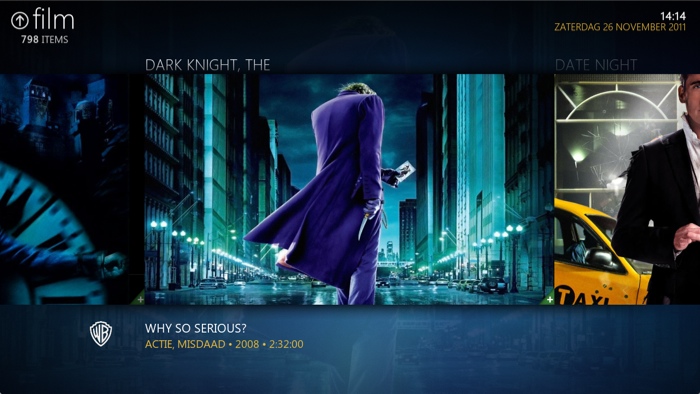 film
798 ITEMS
14:14
ZATERDAG 26 NOVEMBER 2011
DARK KNIGHT, THE
DATE NIGHT
TAXI
WB
WHY SO SERIOUS?
ACTIE, MISDAAD • 2008 • 2:32:00